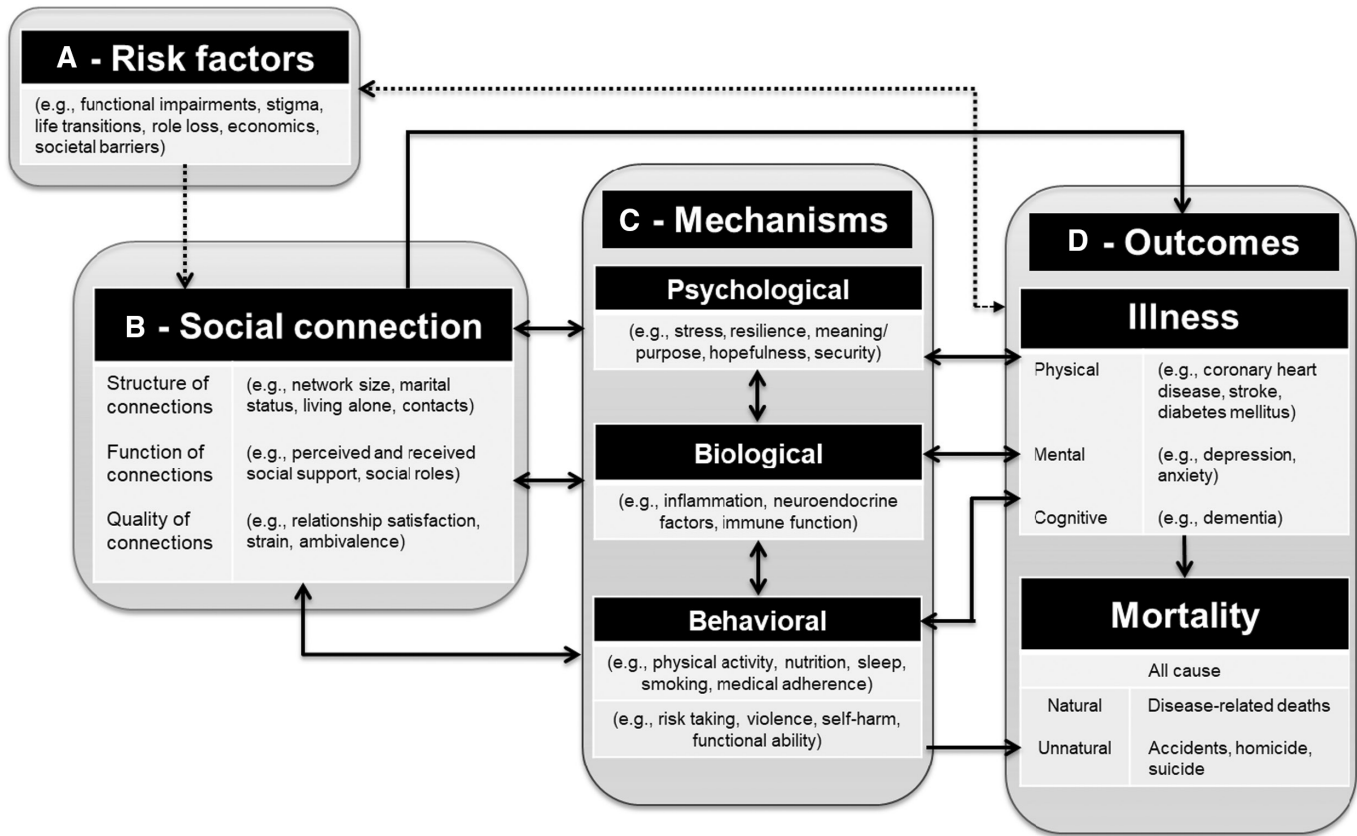 A - Risk factors
(e.g., functional impairments, stigma,
life transitions, role loss, economics,
societal barriers)
B - Social connection
Structure of
connections
(e.g., network size, marital
status, living alone, contacts)
Function of
connections
(e.g., perceived and received
social support, social roles)
Quality of
connections
(e.g., relationship satisfaction,
strain, ambivalence)
C - Mechanisms
Psychological
(e.g., stress, resilience, meaning/
purpose, hopefulness, security)
Biological
(e.g., inflammation, neuroendocrine
factors, immune function)
Behavioral
(e.g., physical activity, nutrition, sleep,
smoking, medical adherence)
(e.g., risk taking, violence, self-harm,
functional ability)
D - Outcomes
Illness
Physical
(e.g., coronary heart
disease, stroke,
diabetes mellitus)
Mental
(e.g., depression,
anxiety)
Cognitive
(e.g., dementia)
Mortality
All cause
Natural
Disease-related deaths
Unnatural
Accidents, homicide,
suicide